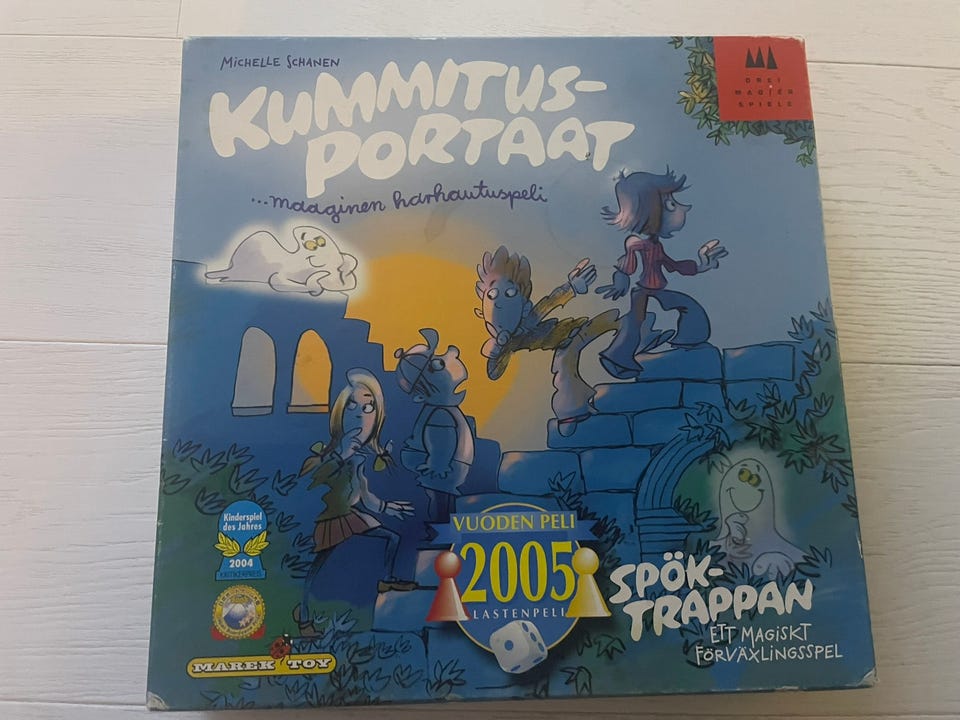 MICHELLE SCHANEN
KUMMITUS-
PORTAAT
...maaginen harhautuspeli
DREI
MAGIER
SPIELE
Kinderspiel
des Jahres
2004
KRITIKERPREIS
MAREK TOY
VUODEN PELI
2005
LASTENPELI
SPÖK-
TRAPPAN
ETT MAGISKT
FÖRVÄXLINGSSPEL